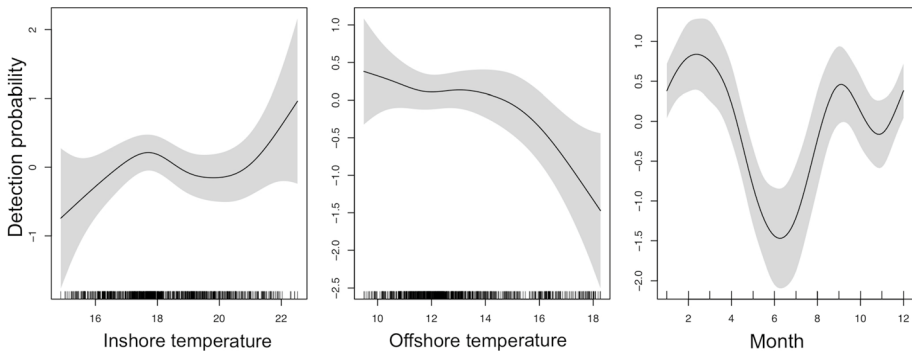 Detection probability
2
1
0
−1
16 18 20 22
Inshore temperature
1.0
0.5
0.0
−0.5
−1.0
−1.5
−2.0
−2.5
10 12 14 16 18
Offshore temperature
1.0
0.5
0.0
−0.5
−1.0
−1.5
−2.0
2 4 6 8 10 12
Month